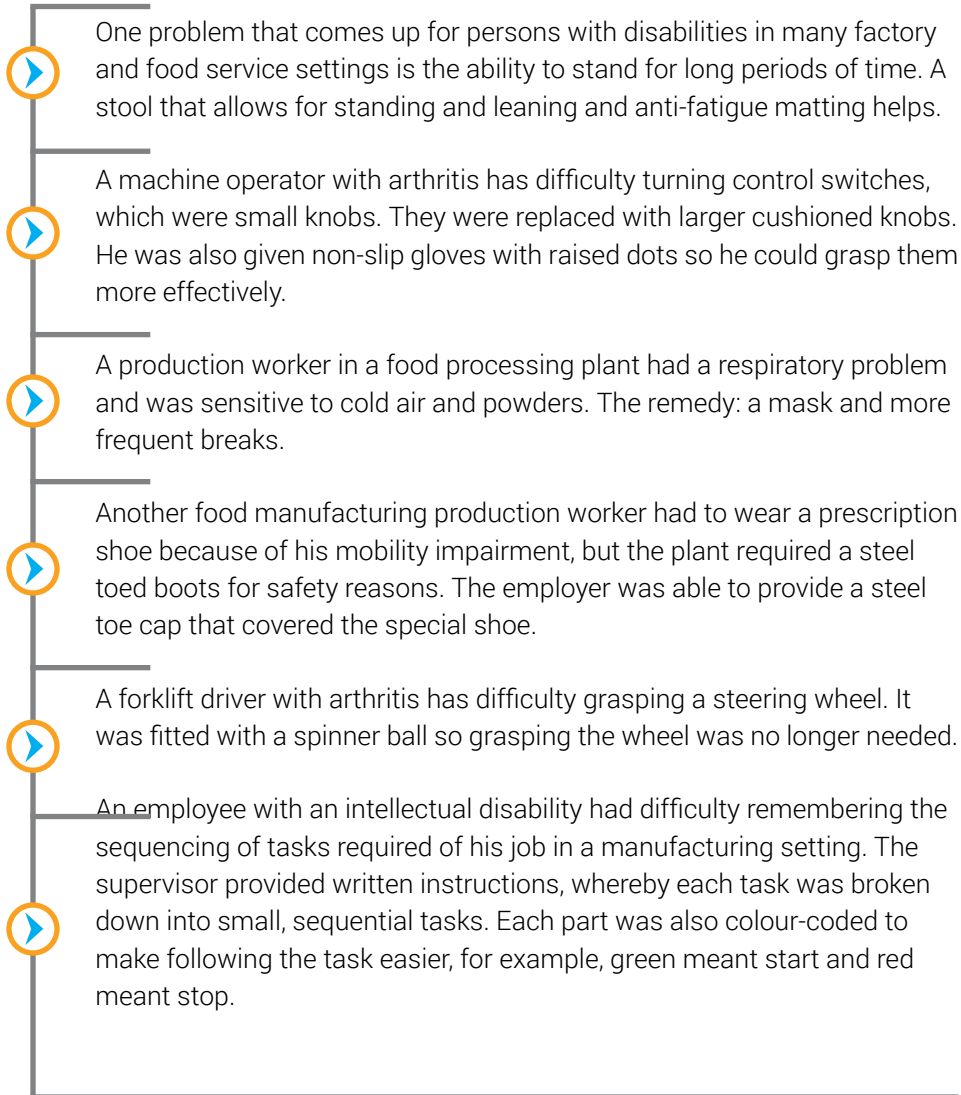 One problem that comes up for persons with disabilities in many factory
and food service settings is the ability to stand for long periods of time. A
stool that allows for standing and leaning and anti-fatigue matting helps.
A machine operator with arthritis has difficulty turning control switches,
which were small knobs. They were replaced with larger cushioned knobs.
He was also given non-slip gloves with raised dots so he could grasp them
more effectively.
A production worker in a food processing plant had a respiratory problem
and was sensitive to cold air and powders. The remedy: a mask and more
frequent breaks.
Another food manufacturing production worker had to wear a prescription
shoe because of his mobility impairment, but the plant required a steel
toed boots for safety reasons. The employer was able to provide a steel
toe cap that covered the special shoe.
A forklift driver with arthritis has difficulty grasping a steering wheel. It
was fitted with a spinner ball so grasping the wheel was no longer needed.
An employee with an intellectual disability had difficulty remembering the
sequencing of tasks required of his job in a manufacturing setting. The
supervisor provided written instructions, whereby each task was broken
down into small, sequential tasks. Each part was also colour-coded to
make following the task easier, for example, green meant start and red
meant stop.